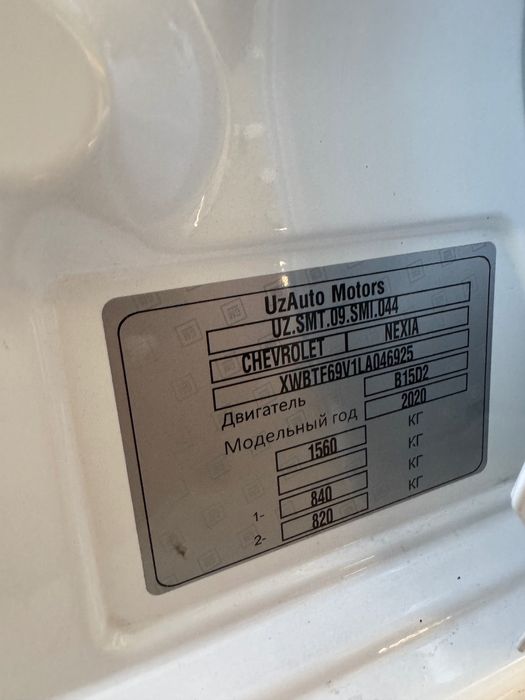 UzAuto Motors
UZ.SMT.09.SMI.044
CHEVROLET NEXIA
XWBTF69V1LA046925
Двигатель B15D2
Модельный год 2020
1560 КГ
КГ
1- 840 КГ
2- 820 КГ